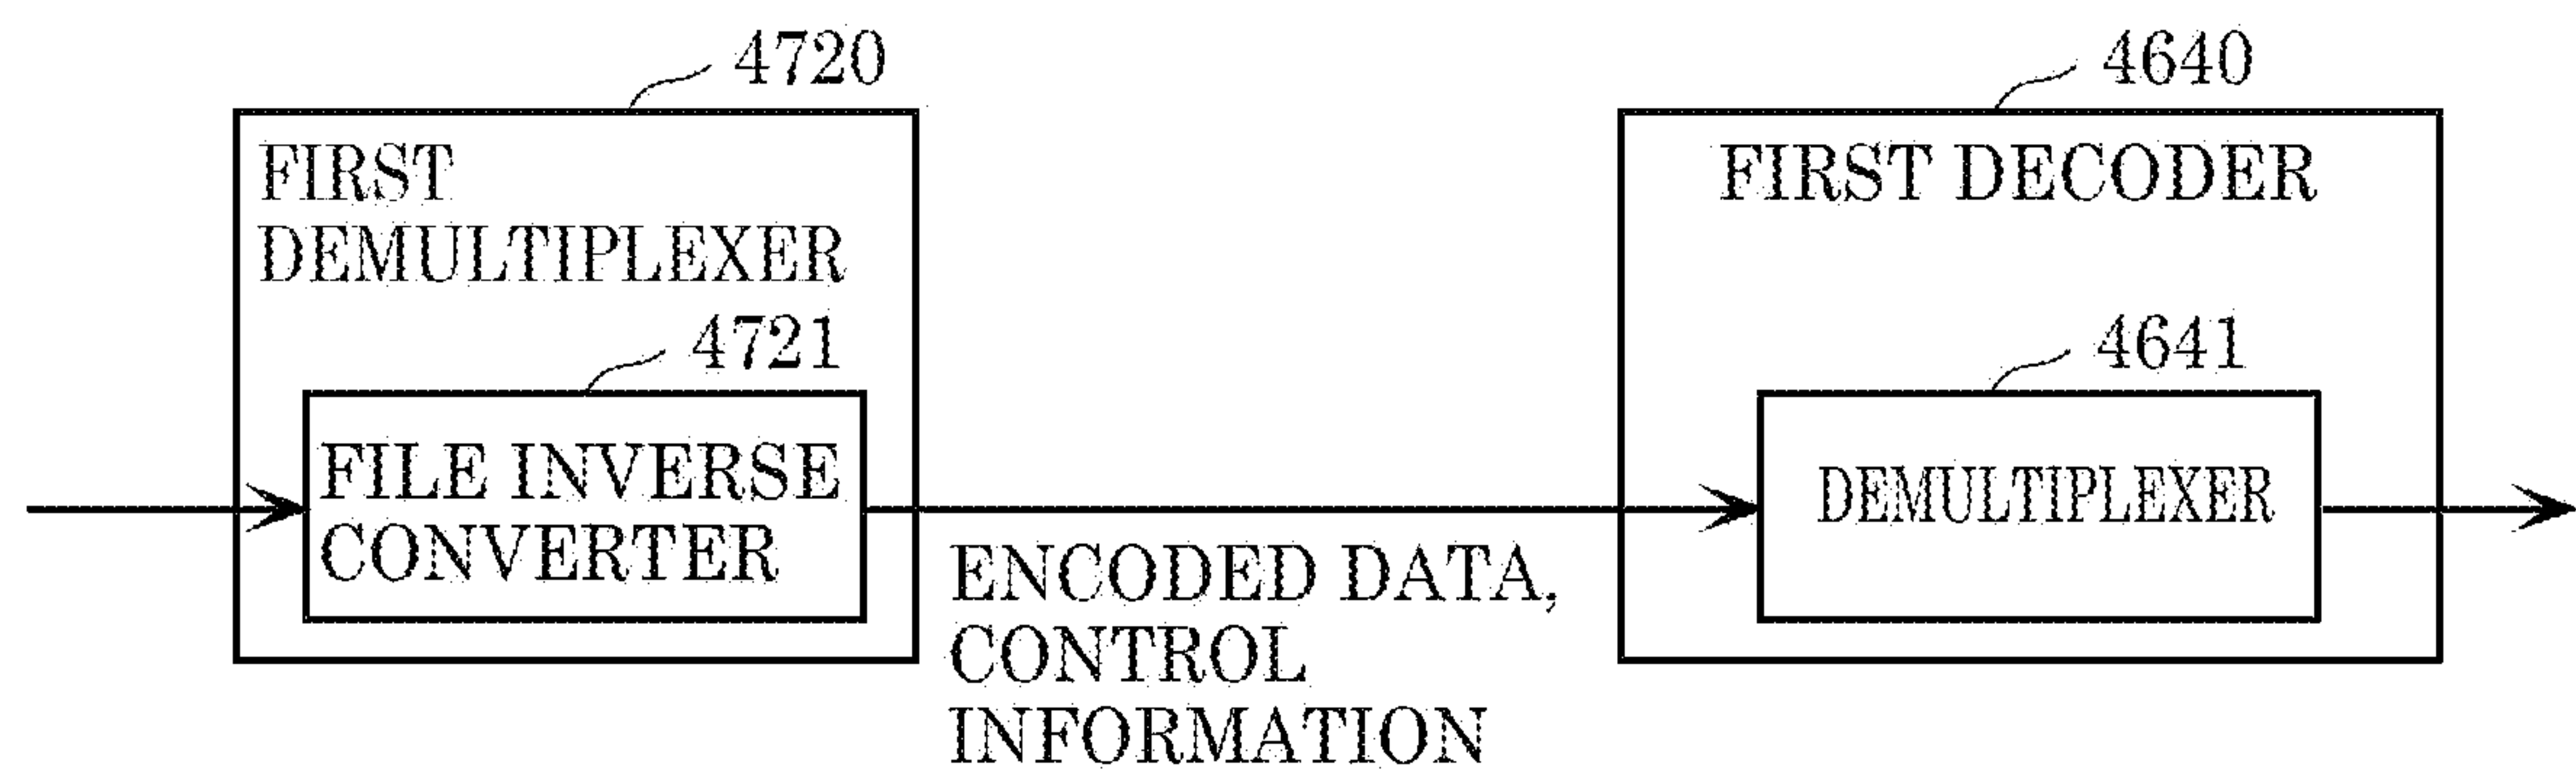 4720
FIRST
DEMULTIPLEXER
4721
FILE INVERSE
CONVERTER
ENCODED DATA,
CONTROL
INFORMATION
4640
FIRST DECODER
4641
DEMULTIPLEXER